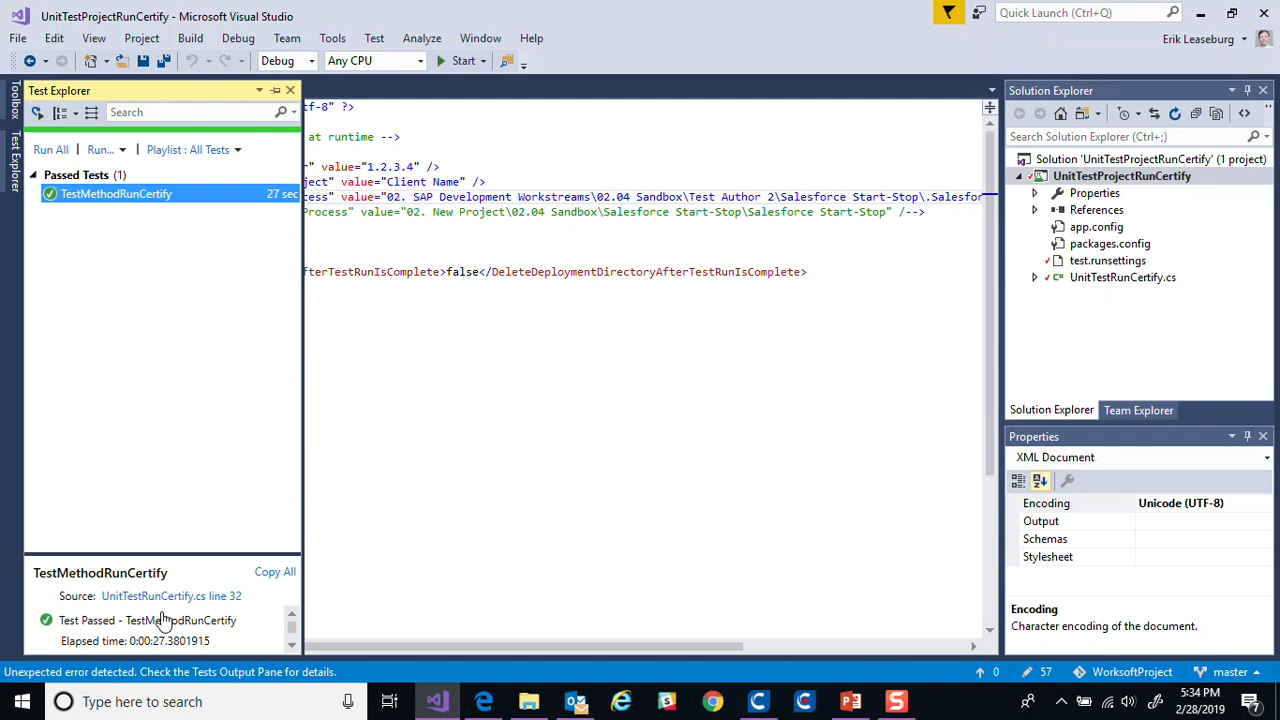 UnitTestProjectRunCertify - Microsoft Visual Studio
Quick Launch (Ctrl+Q)
File Edit View Project Build Debug Team Tools Test Analyze Window Help
Erik Leaseburg
Debug Any CPU Start
Toolbox
Test Explorer
Test Explorer
Search
Run All Run... Playlist : All Tests
Passed Tests (1)
TestMethodRunCertify 27 sec
TestMethodRunCertify Copy All
Source: UnitTestRunCertify.cs line 32
Test Passed - TestMethodRunCertify
Elapsed time: 0:00:27.3801915
tf-8" ?>
at runtime -->
r" value="1.2.3.4" />
ject" value="Client Name" />
cess" value="02. SAP Development Workstreams\02.04 Sandbox\Test Author 2\Salesforce Start-Stop\.Salesfor
Process" value="02. New Project\02.04 Sandbox\Salesforce Start-Stop\Salesforce Start-Stop" /-->
fterTestRunIsComplete>false</DeleteDeploymentDirectoryAfterTestRunIsComplete>
Solution Explorer
Search Solution Explorer (Ctrl+;)
Solution 'UnitTestProjectRunCertify' (1 project)
UnitTestProjectRunCertify
Properties
References
app.config
packages.config
test.runsettings
C# UnitTestRunCertify.cs
Solution Explorer Team Explorer
Properties
XML Document
Encoding Unicode (UTF-8)
Output
Schemas
Stylesheet
Encoding
Character encoding of the document.
Unexpected error detected. Check the Tests Output Pane for details.
0 57 WorksoftProject master
Type here to search
5:34 PM
2/28/2019
7